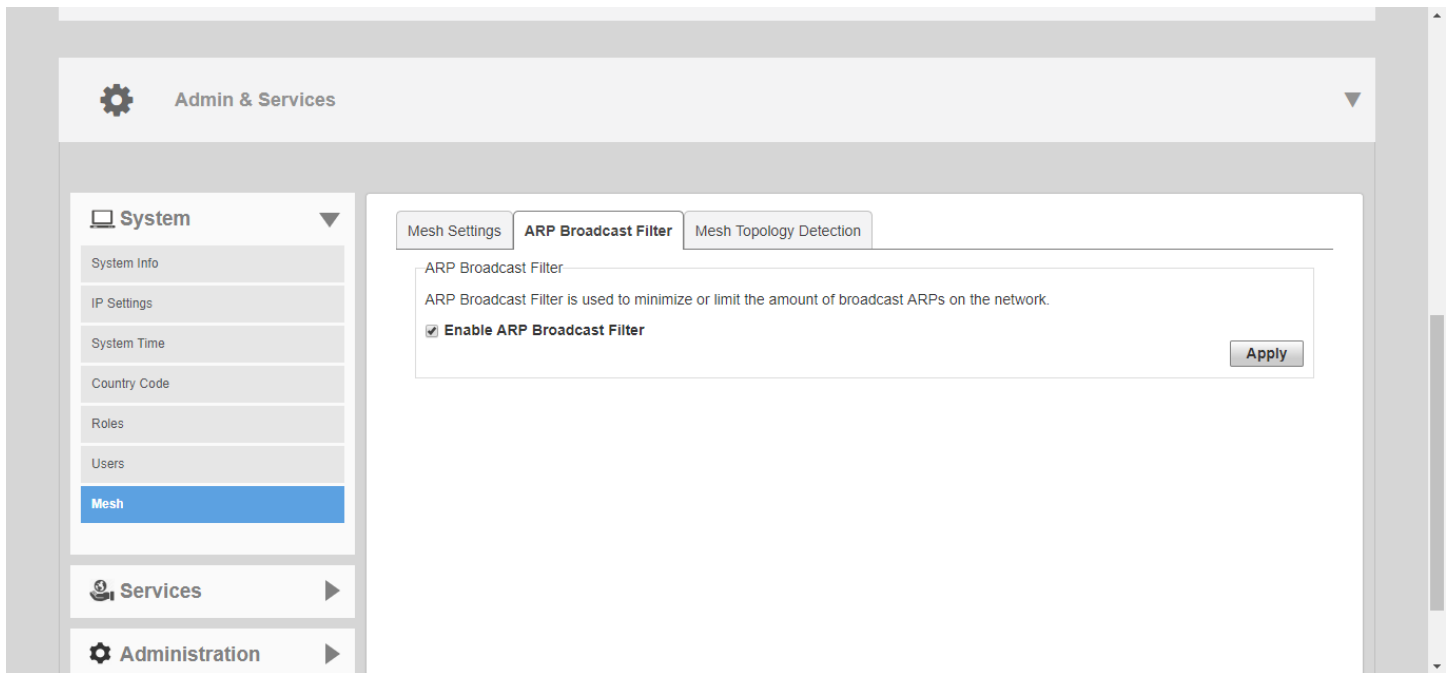 Admin & Services
System
System Info
IP Settings
System Time
Country Code
Roles
Users
Mesh
Services
Administration
Mesh Settings
ARP Broadcast Filter
Mesh Topology Detection
ARP Broadcast Filter
ARP Broadcast Filter is used to minimize or limit the amount of broadcast ARPs on the network.
Enable ARP Broadcast Filter
Apply